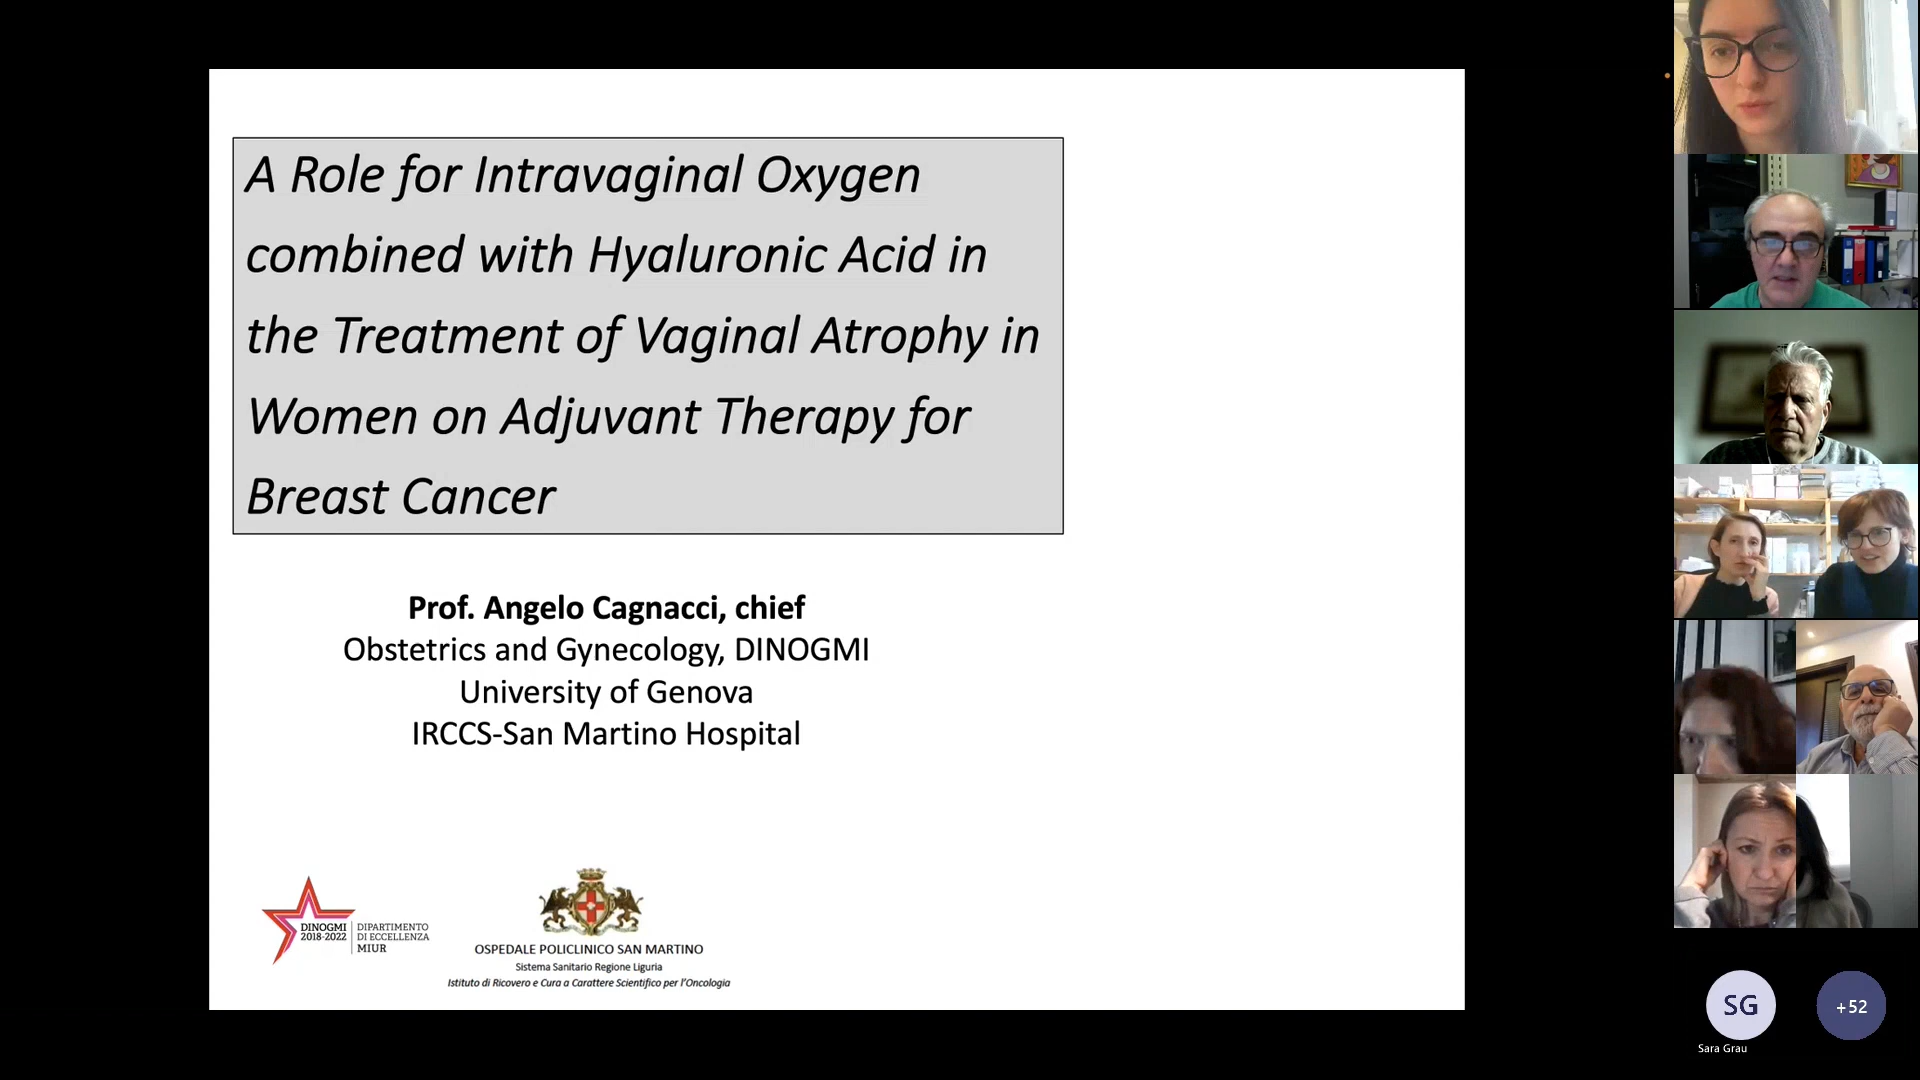 A Role for Intravaginal Oxygen
combined with Hyaluronic Acid in
the Treatment of Vaginal Atrophy in
Women on Adjuvant Therapy for
Breast Cancer
Prof. Angelo Cagnacci, chief
Obstetrics and Gynecology, DINOGMI
University of Genova
IRCCS-San Martino Hospital
DINOGMI
2018-2022
DIPARTIMENTO
DI ECCELLENZA
MIUR
OSPEDALE POLICLINICO SAN MARTINO
Sistema Sanitario Regione Liguria
Istituto di Ricovero e Cura a Carattere Scientifico per l'Oncologia
SG
Sara Grau
+52